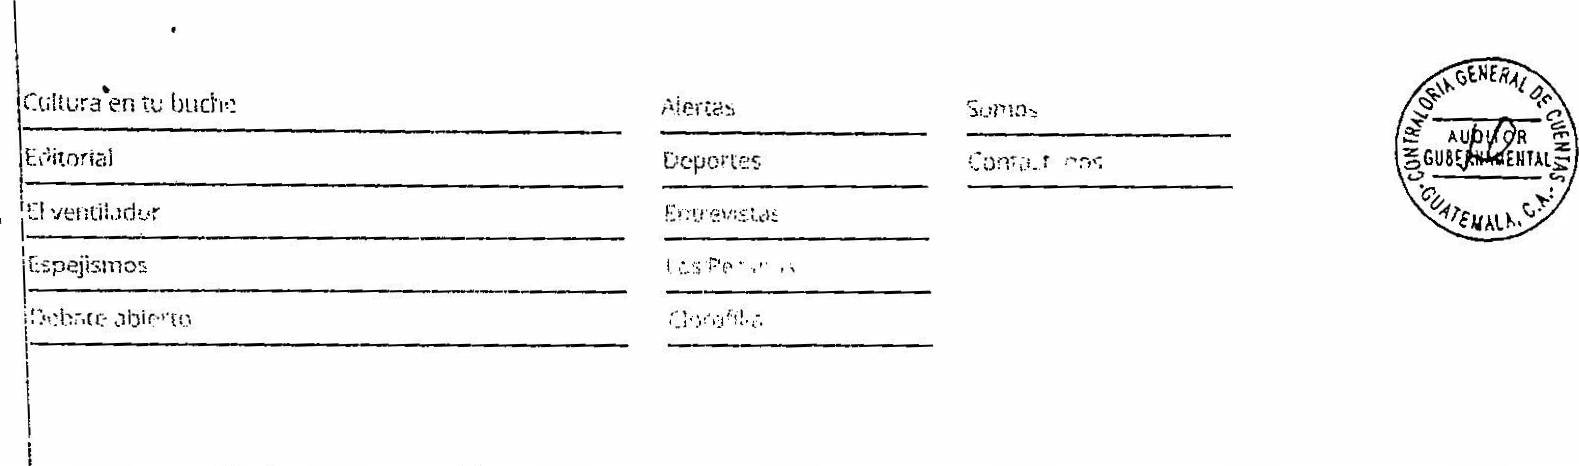 Cultura en tu buche
Editorial
El ventilador
Espejismos
Debate abierto
Alertas
Deportes
Entrevistas
Los
Somos
CONTRALORIA GENERAL DE CUENTAS
AUDITOR
GUBERNAMENTAL
GUATEMALA, C.A.